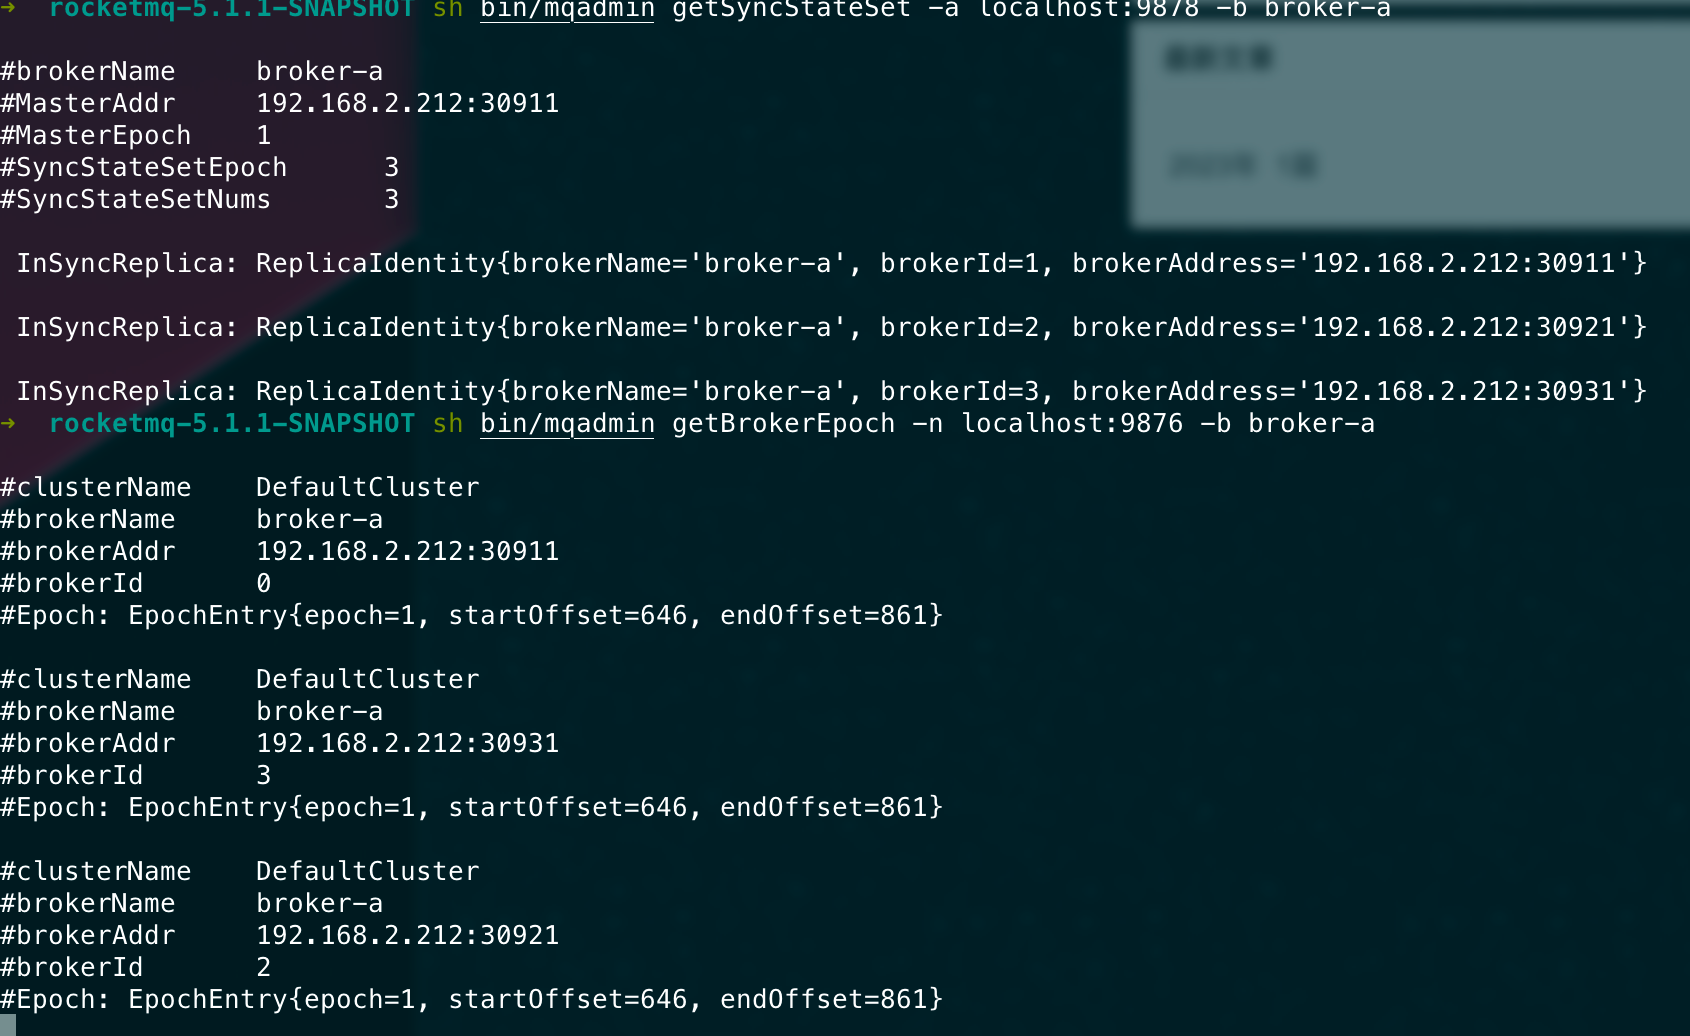 ➜  rocketmq-5.1.1-SNAPSHOT sh bin/mqadmin getSyncStateSet -a localhost:9878 -b broker-a
#brokerName     broker-a
#MasterAddr     192.168.2.212:30911
#MasterEpoch    1
#SyncStateSetEpoch      3
#SyncStateSetNums       3
InSyncReplica: ReplicaIdentity{brokerName='broker-a', brokerId=1, brokerAddress='192.168.2.212:30911'}
InSyncReplica: ReplicaIdentity{brokerName='broker-a', brokerId=2, brokerAddress='192.168.2.212:30921'}
InSyncReplica: ReplicaIdentity{brokerName='broker-a', brokerId=3, brokerAddress='192.168.2.212:30931'}
➜  rocketmq-5.1.1-SNAPSHOT sh bin/mqadmin getBrokerEpoch -n localhost:9876 -b broker-a
#clusterName    DefaultCluster
#brokerName     broker-a
#brokerAddr     192.168.2.212:30911
#brokerId       0
#Epoch: EpochEntry{epoch=1, startOffset=646, endOffset=861}
#clusterName    DefaultCluster
#brokerName     broker-a
#brokerAddr     192.168.2.212:30931
#brokerId       3
#Epoch: EpochEntry{epoch=1, startOffset=646, endOffset=861}
#clusterName    DefaultCluster
#brokerName     broker-a
#brokerAddr     192.168.2.212:30921
#brokerId       2
#Epoch: EpochEntry{epoch=1, startOffset=646, endOffset=861}